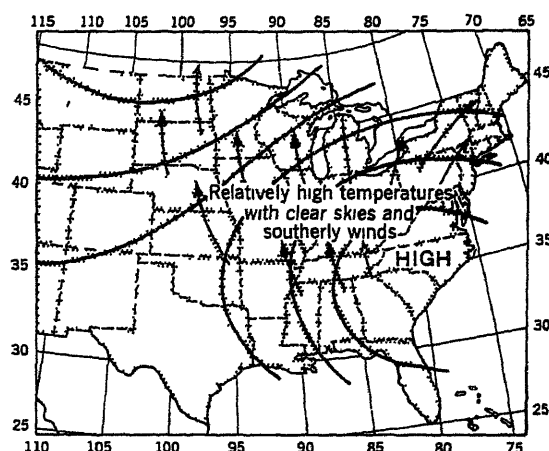 115 110 105 100 95 90 85 80 75 70 65
45 45
40 40
Relatively high temperatures
with clear skies and
southerly winds
35 HIGH 35
30 30
25 25
110 105 100 95 90 85 80 75